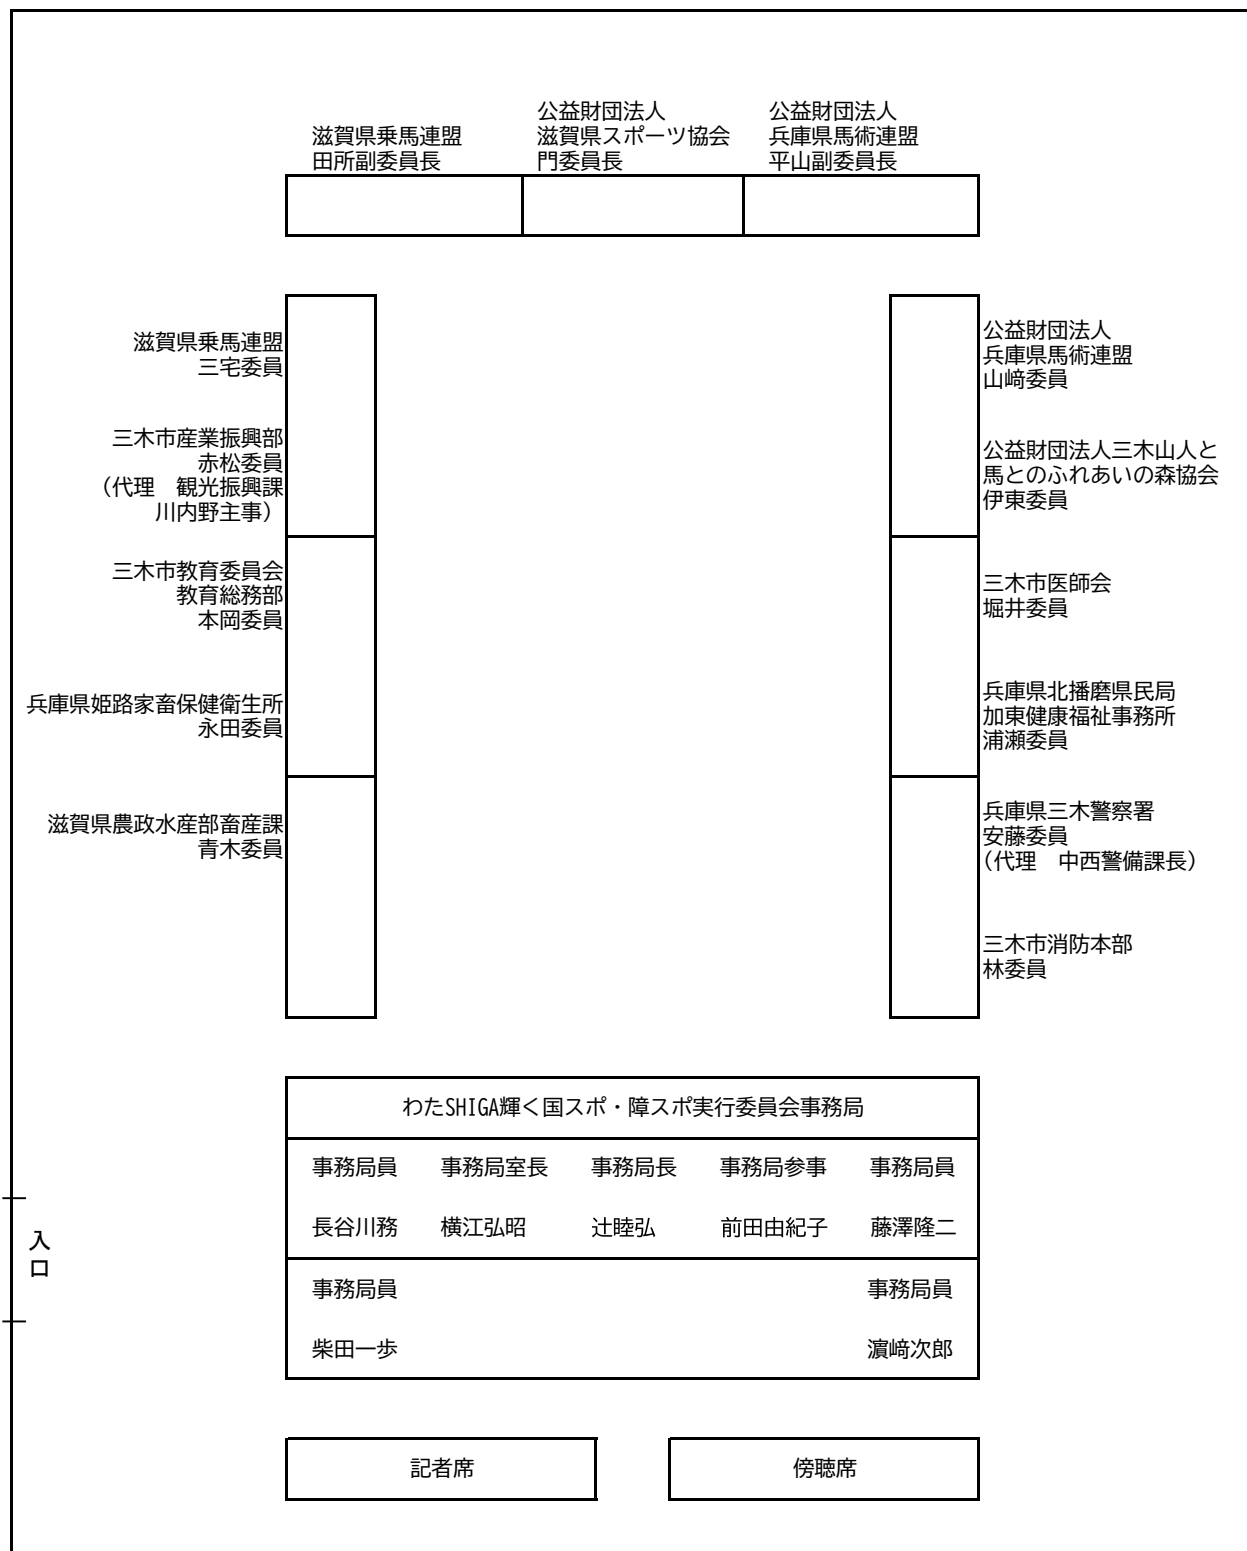 滋賀県乗馬連盟
田所副委員長
公益財団法人
滋賀県スポーツ協会
門委員長
公益財団法人
兵庫県馬術連盟
平山副委員長
滋賀県乗馬連盟
三宅委員
三木市産業振興部
赤松委員
（代理　観光振興課
川内野主事）
三木市教育委員会
教育総務部
本岡委員
兵庫県姫路家畜保健衛生所
永田委員
滋賀県農政水産部畜産課
青木委員
公益財団法人
兵庫県馬術連盟
山﨑委員
公益財団法人三木山人と
馬とのふれあいの森協会
伊東委員
三木市医師会
堀井委員
兵庫県北播磨県民局
加東健康福祉事務所
浦瀬委員
兵庫県三木警察署
安藤委員
（代理　中西警備課長）
三木市消防本部
林委員
わたSHIGA輝く国スポ・障スポ実行委員会事務局
事務局員　事務局室長　事務局長　事務局参事　事務局員
長谷川務　横江弘昭　辻睦弘　前田由紀子　藤澤隆二
事務局員　事務局員
柴田一歩　濵﨑次郎
入
口
記者席
傍聴席